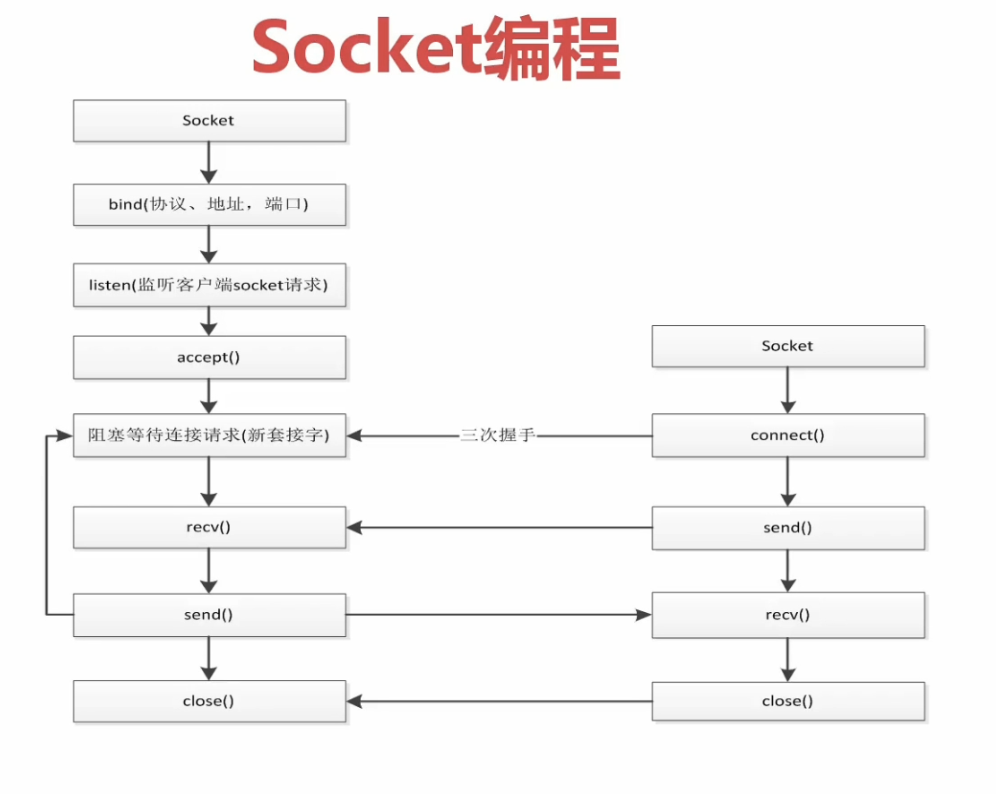 Socket编程
Socket
bind(协议、地址，端口)
listen(监听客户端socket请求)
accept()
阻塞等待连接请求(新套接字)
recv()
send()
close()
三次握手
Socket
connect()
send()
recv()
close()